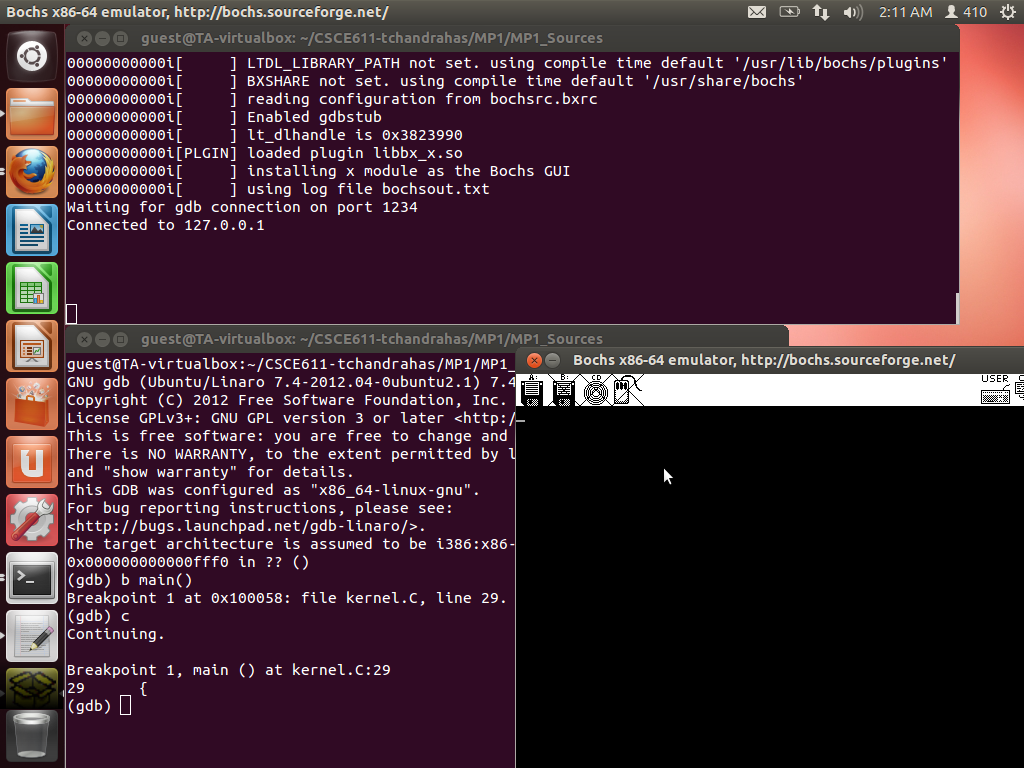 Bochs x86-64 emulator, http://bochs.sourceforge.net/
2:11 AM 410
guest@TA-virtualbox: ~/CSCE611-tchandrahas/MP1/MP1_Sources
00000000000i[      ] LTDL_LIBRARY_PATH not set. using compile time default '/usr/lib/bochs/plugins'
00000000000i[      ] BXSHARE not set. using compile time default '/usr/share/bochs'
00000000000i[      ] reading configuration from bochsrc.bxrc
00000000000i[      ] Enabled gdbstub
00000000000i[      ] lt_dlhandle is 0x3823990
00000000000i[PLGIN] loaded plugin libbx_x.so
00000000000i[      ] installing x module as the Bochs GUI
00000000000i[      ] using log file bochsout.txt
Waiting for gdb connection on port 1234
Connected to 127.0.0.1
guest@TA-virtualbox: ~/CSCE611-tchandrahas/MP1/MP1_Sources
guest@TA-virtualbox:~/CSCE611-tchandrahas/MP1/MP1_
GNU gdb (Ubuntu/Linaro 7.4-2012.04-0ubuntu2.1) 7.4
Copyright (C) 2012 Free Software Foundation, Inc.
License GPLv3+: GNU GPL version 3 or later <http:/
This is free software: you are free to change and
There is NO WARRANTY, to the extent permitted by l
and "show warranty" for details.
This GDB was configured as "x86_64-linux-gnu".
For bug reporting instructions, please see:
<http://bugs.launchpad.net/gdb-linaro/>.
The target architecture is assumed to be i386:x86-
0x000000000000fff0 in ?? ()
(gdb) b main()
Breakpoint 1 at 0x100058: file kernel.C, line 29.
(gdb) c
Continuing.
Breakpoint 1, main () at kernel.C:29
29      {
(gdb)
Bochs x86-64 emulator, http://bochs.sourceforge.net/
A: B: CD USER